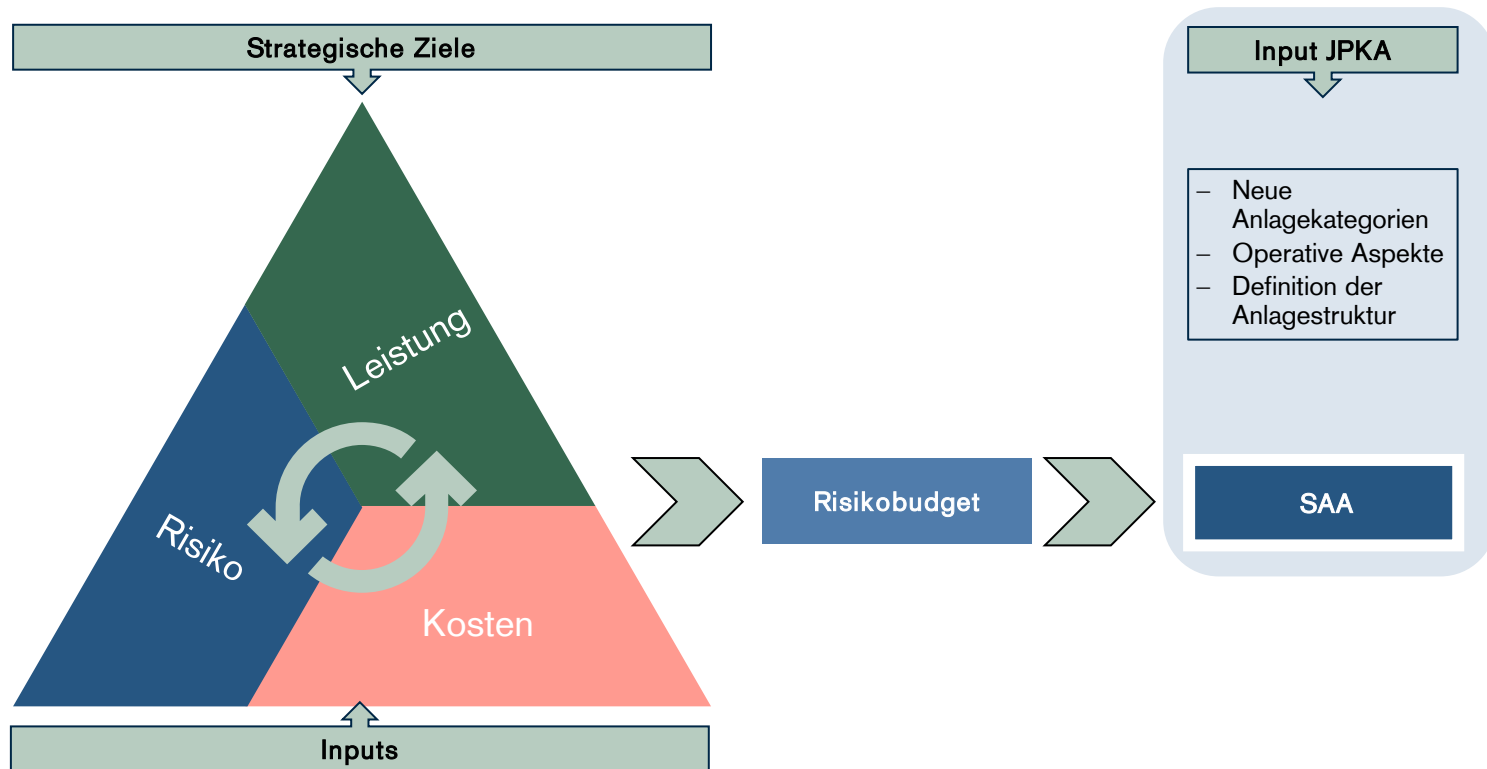 Strategische Ziele
Leistung
Risiko
Kosten
Inputs
Risikobudget
Input JPKA
– Neue
Anlagekategorien
– Operative Aspekte
– Definition der
Anlagestruktur
SAA